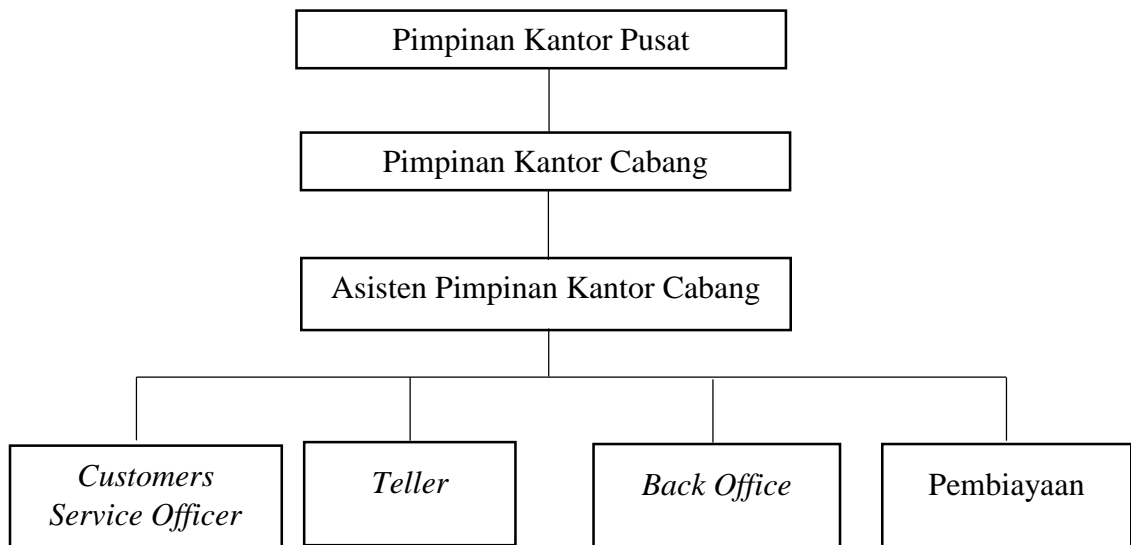 Pimpinan Kantor Pusat
Pimpinan Kantor Cabang
Asisten Pimpinan Kantor Cabang
Customers
Service Officer
Teller
Back Office
Pembiayaan